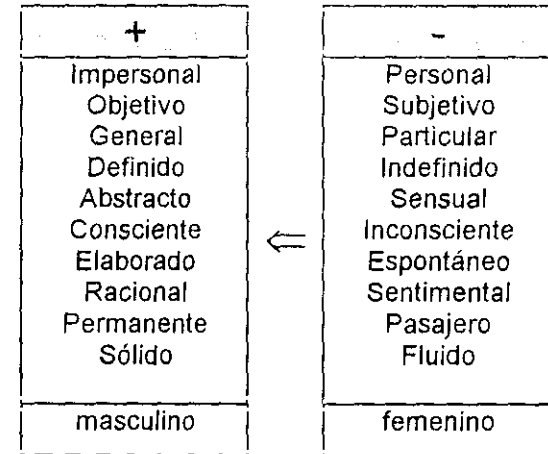 +
Impersonal
Objetivo
General
Definido
Abstracto
Consciente
Elaborado
Racional
Permanente
Sólido
masculino
⇐
-
Personal
Subjetivo
Particular
Indefinido
Sensual
Inconsciente
Espontáneo
Sentimental
Pasajero
Fluido
femenino